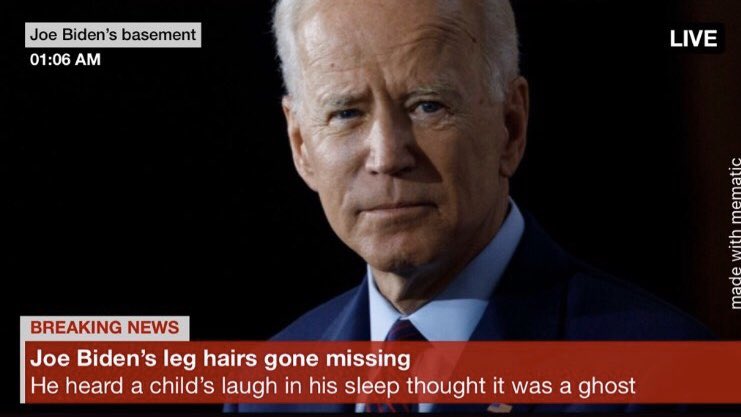 Joe Biden's basement
01:06 AM
LIVE
made with mematic
BREAKING NEWS
Joe Biden's leg hairs gone missing
He heard a child's laugh in his sleep thought it was a ghost